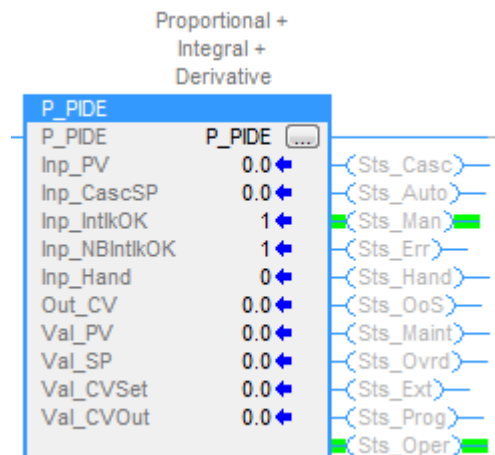 Proportional +
Integral +
Derivative
P_PIDE
P_PIDE P_PIDE ...
Inp_PV 0.0 Sts_Casc
Inp_CascSP 0.0 Sts_Auto
Inp_IntlkOK 1 Sts_Man
Inp_NBIntlkOK 1 Sts_Err
Inp_Hand 0 Sts_Hand
Out_CV 0.0 Sts_OoS
Val_PV 0.0 Sts_Maint
Val_SP 0.0 Sts_Ovrd
Val_CVSet 0.0 Sts_Ext
Val_CVOut 0.0 Sts_Prog
Sts_Oper